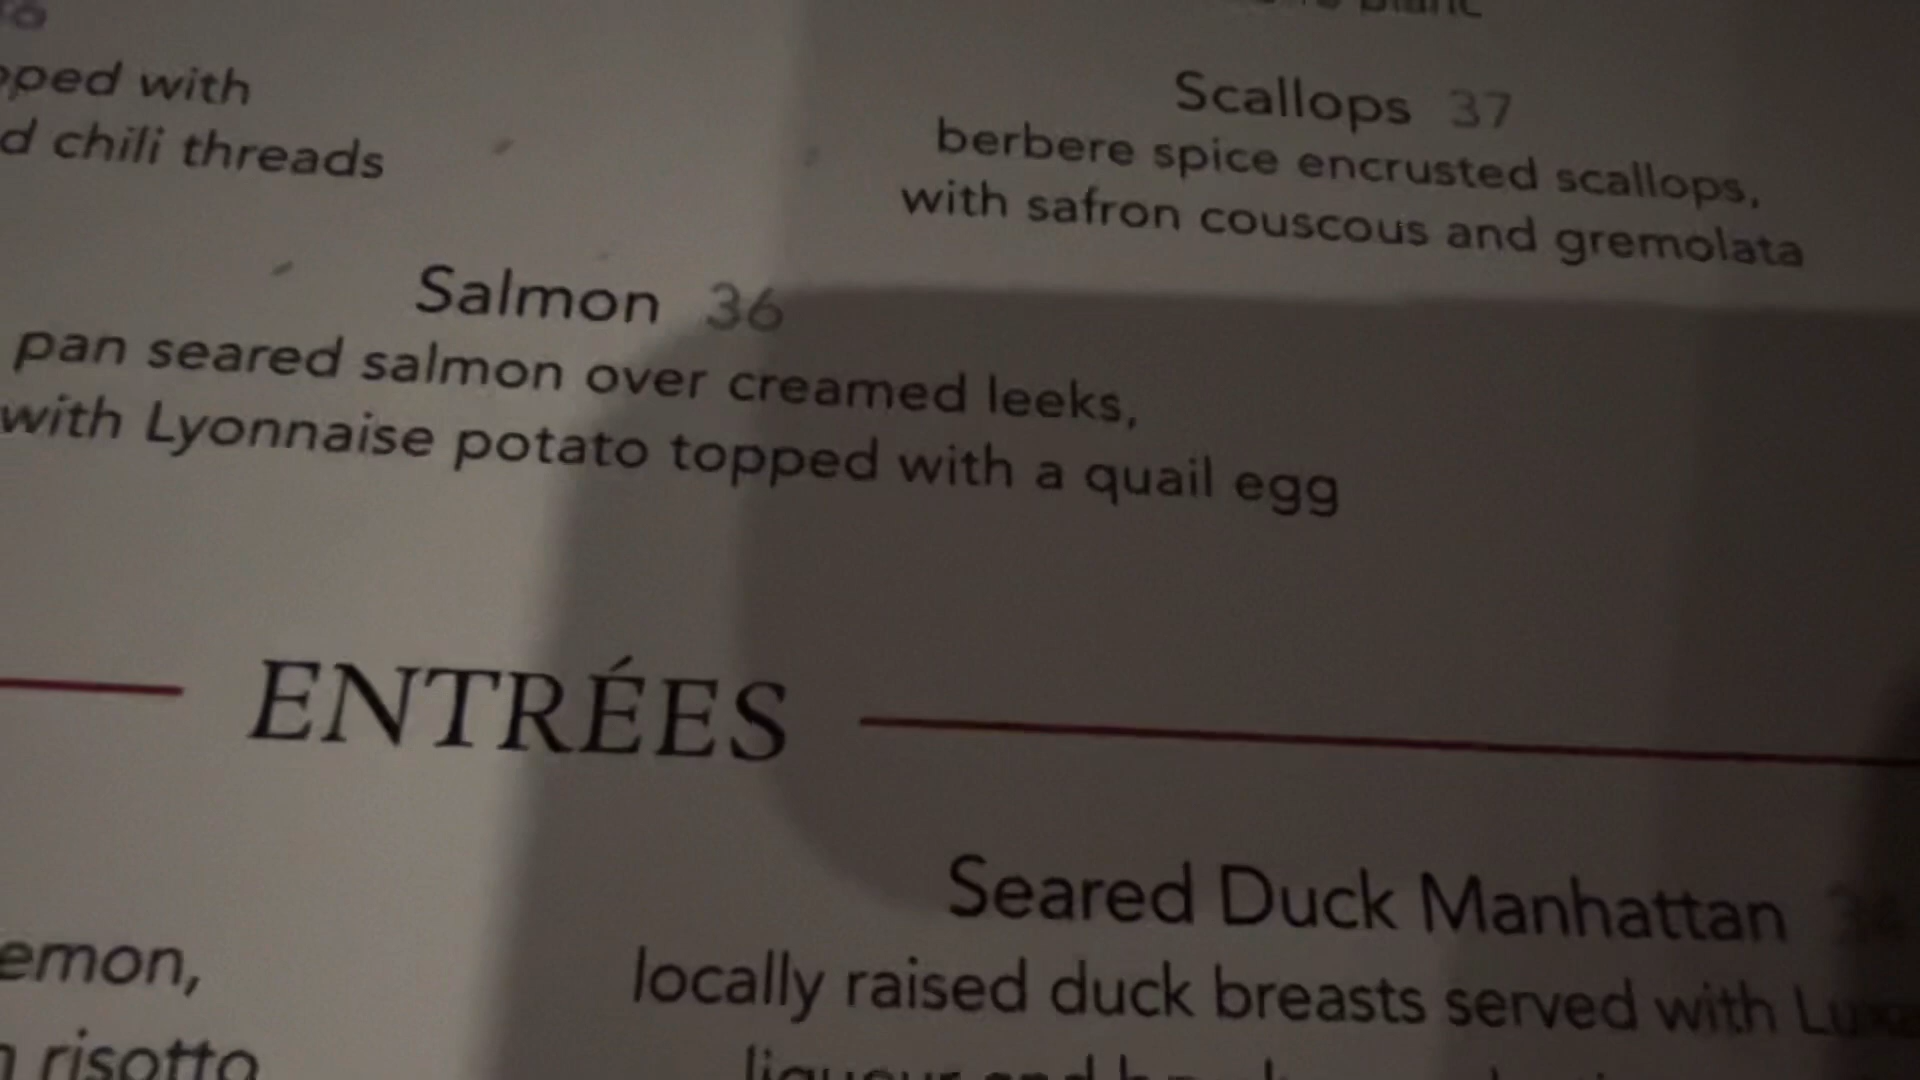 with
chili threads
Scallops 37
berbere spice encrusted scallops,
with safron couscous and gremolata
Salmon 36
pan seared salmon over creamed leeks,
with Lyonnaise potato topped with a quail egg
ENTRÉES
Seared Duck Manhattan
locally raised duck breasts served with
risotto